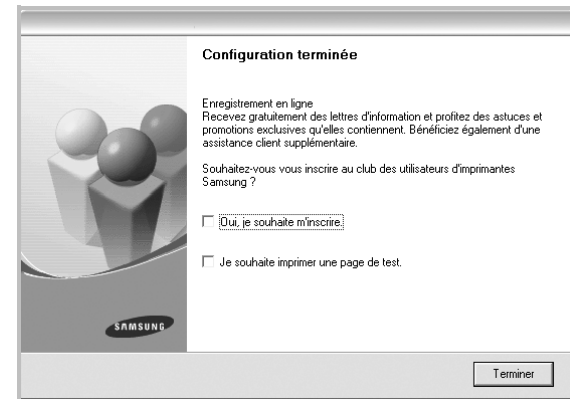 Configuration terminée
Enregistrement en ligne
Recevez gratuitement des lettres d'information et profitez des astuces et
promotions exclusives qu'elles contiennent. Bénéficiez également d'une
assistance client supplémentaire.
Souhaitez-vous vous inscrire au club des utilisateurs d'imprimantes
Samsung ?
Oui, je souhaite m'inscrire.
Je souhaite imprimer une page de test.
SAMSUNG
Terminer